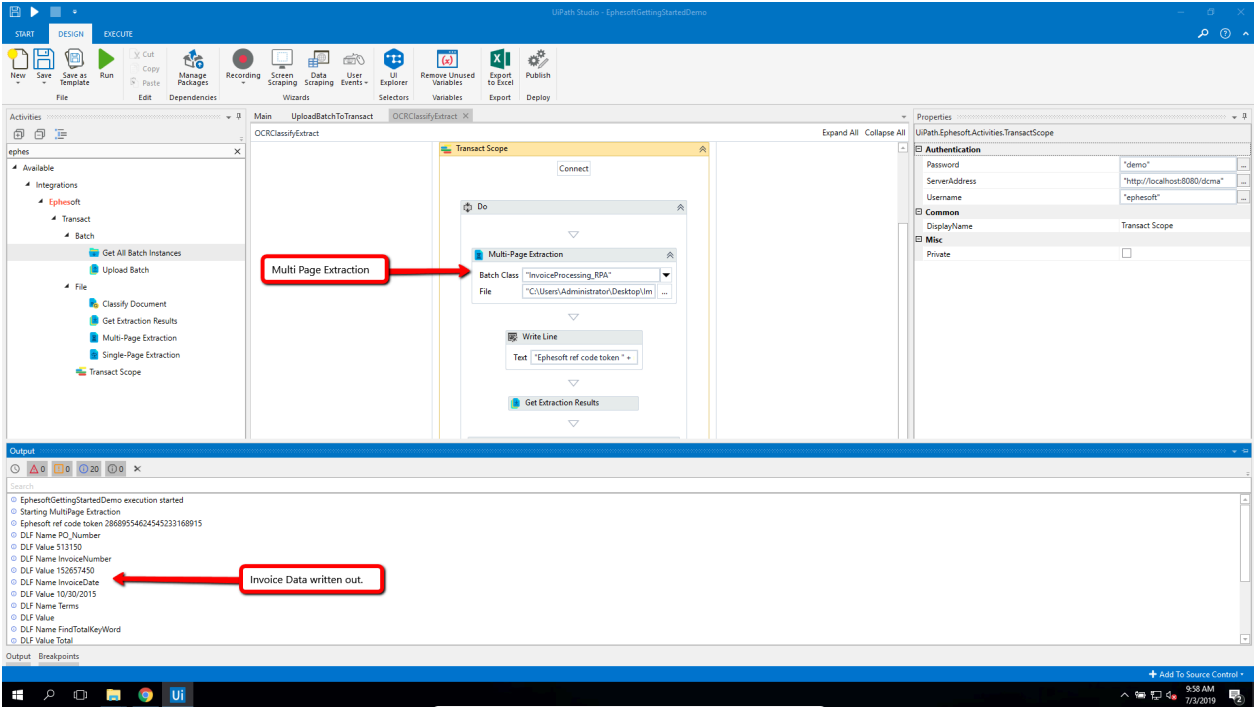 UiPath Studio - EphesoftGettingStartedDemo
START DESIGN EXECUTE
New Save Save as Template Run Cut Copy Paste Manage Packages Recording Screen Scraping Data Scraping User Events UI Explorer Remove Unused Variables Export to Excel Publish
File Edit Dependencies Wizards Selectors Variables Export Deploy
Activities
ephes
Available
Integrations
Ephesoft
Transact
Batch
Get All Batch Instances
Upload Batch
File
Classify Document
Get Extraction Results
Multi-Page Extraction
Single-Page Extraction
Transact Scope
Main UploadBatchToTransact OCRClassifyExtract
OCRClassifyExtract Expand All Collapse All
Transact Scope
Connect
Do
Multi-Page Extraction
Batch Class "InvoiceProcessing_RPA"
File "C:\Users\Administrator\Desktop\Im ...
Multi Page Extraction
Write Line
Text "Ephesoft ref code token " +
Get Extraction Results
Properties
UiPath.Ephesoft.Activities.TransactScope
Authentication
Password "demo" ...
ServerAddress "http://localhost:8080/dcma" ...
Username "ephesoft" ...
Common
DisplayName Transact Scope
Misc
Private
Output
0 0 20 0
Search
EphesoftGettingStartedDemo execution started
Starting MultiPage Extraction
Ephesoft ref code token 28689554624545233168915
DLF Name PO_Number
DLF Value 513150
DLF Name InvoiceNumber
DLF Value 152657450
DLF Name InvoiceDate
DLF Value 10/30/2015
DLF Name Terms
DLF Value
DLF Name FindTotalKeyWord
DLF Value Total
Invoice Data written out.
Output Breakpoints
Add To Source Control
Ui
9:58 AM
7/3/2019
2